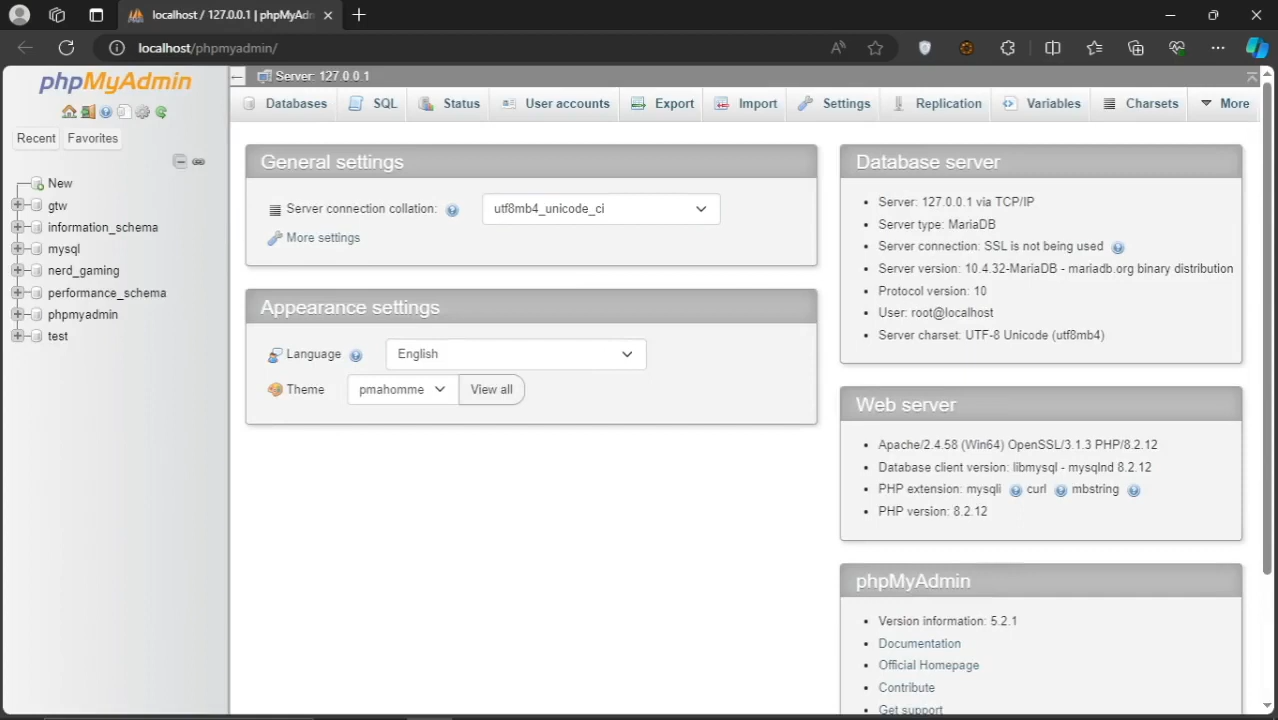 localhost / 127.0.0.1 | phpMyAdn
localhost/phpmyadmin/
phpMyAdmin
Recent
Favorites
New
gtw
information_schema
mysql
nerd_gaming
performance_schema
phpmyadmin
test
Server: 127.0.0.1
Databases
SQL
Status
User accounts
Export
Import
Settings
Replication
Variables
Charsets
More
General settings
Server connection collation:
utf8mb4_unicode_ci
More settings
Appearance settings
Language
English
Theme
pmahomme
View all
Database server
Server: 127.0.0.1 via TCP/IP
Server type: MariaDB
Server connection: SSL is not being used
Server version: 10.4.32-MariaDB - mariadb.org binary distribution
Protocol version: 10
User: root@localhost
Server charset: UTF-8 Unicode (utf8mb4)
Web server
Apache/2.4.58 (Win64) OpenSSL/3.1.3 PHP/8.2.12
Database client version: libmysql - mysqlnd 8.2.12
PHP extension: mysqli curl mbstring
PHP version: 8.2.12
phpMyAdmin
Version information: 5.2.1
Documentation
Official Homepage
Contribute
Get support